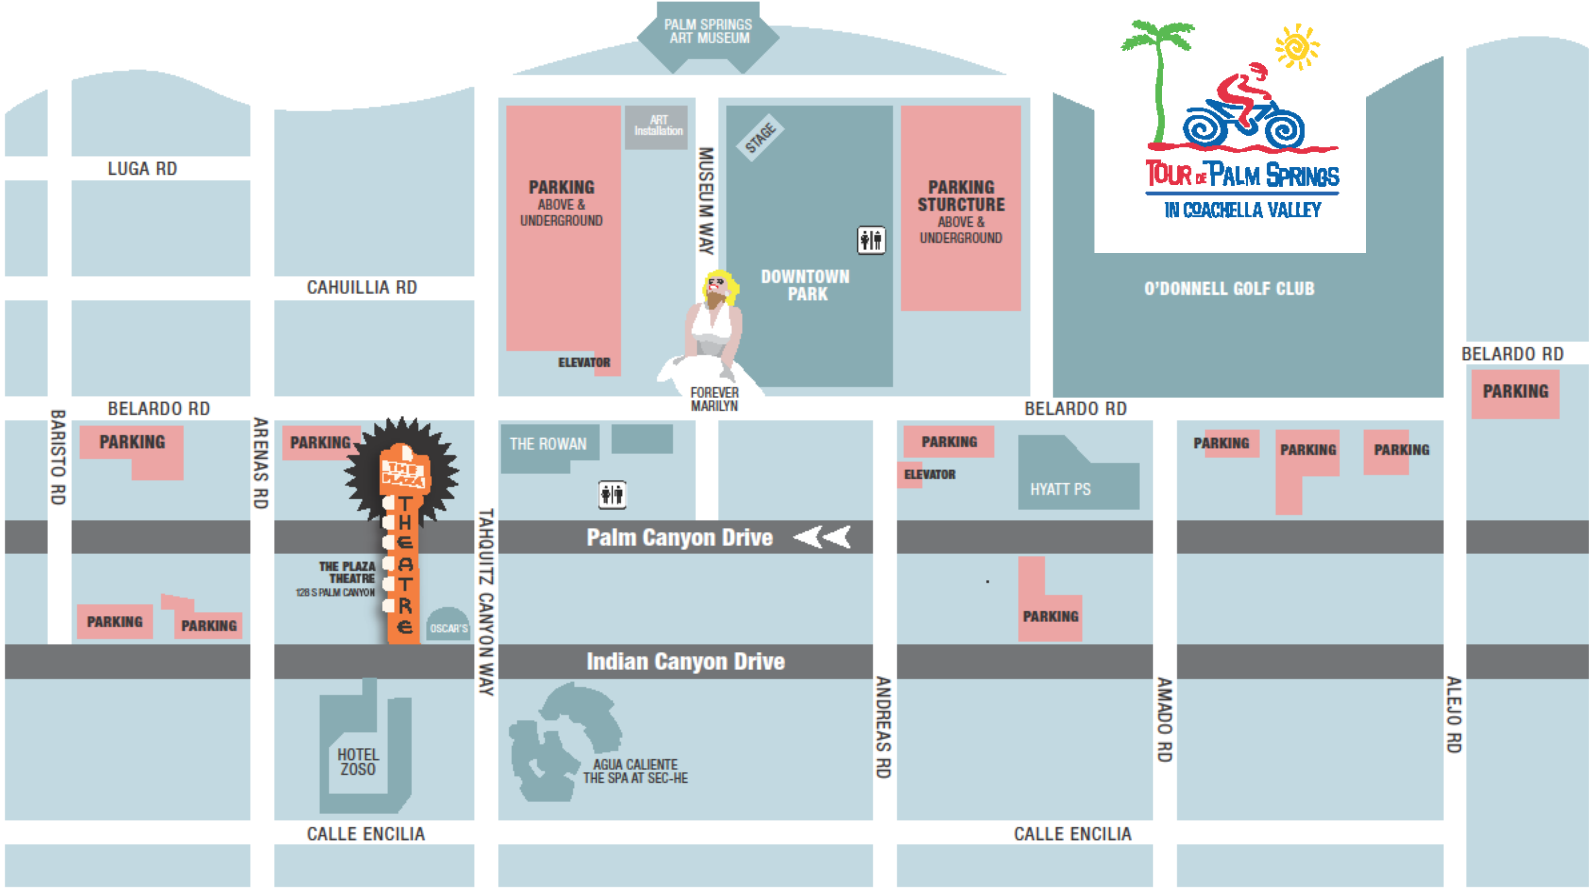 PALM SPRINGS
ART MUSEUM
TOUR DE PALM SPRINGS
IN COACHELLA VALLEY
LUGA RD
PARKING
ABOVE &
UNDERGROUND
ART
Installation
MUSEUM WAY
STAGE
PARKING
STURCTURE
ABOVE &
UNDERGROUND
DOWNTOWN
PARK
O'DONNELL GOLF CLUB
CAHUILLIA RD
ELEVATOR
FOREVER
MARILYN
BELARDO RD
PARKING
BELARDO RD
BELARDO RD
BARISTO RD
PARKING
ARENAS RD
PARKING
THE
PLAZA
THEATRE
THE ROWAN
PARKING
ELEVATOR
HYATT PS
PARKING
PARKING
PARKING
TAHQUITZ CANYON WAY
Palm Canyon Drive
THE PLAZA
THEATRE
128 S PALM CANYON
OSCAR'S
PARKING
PARKING
PARKING
Indian Canyon Drive
ANDREAS RD
AMADO RD
ALEJO RD
HOTEL
ZOSO
AGUA CALIENTE
THE SPA AT SEC-HE
CALLE ENCILIA
CALLE ENCILIA